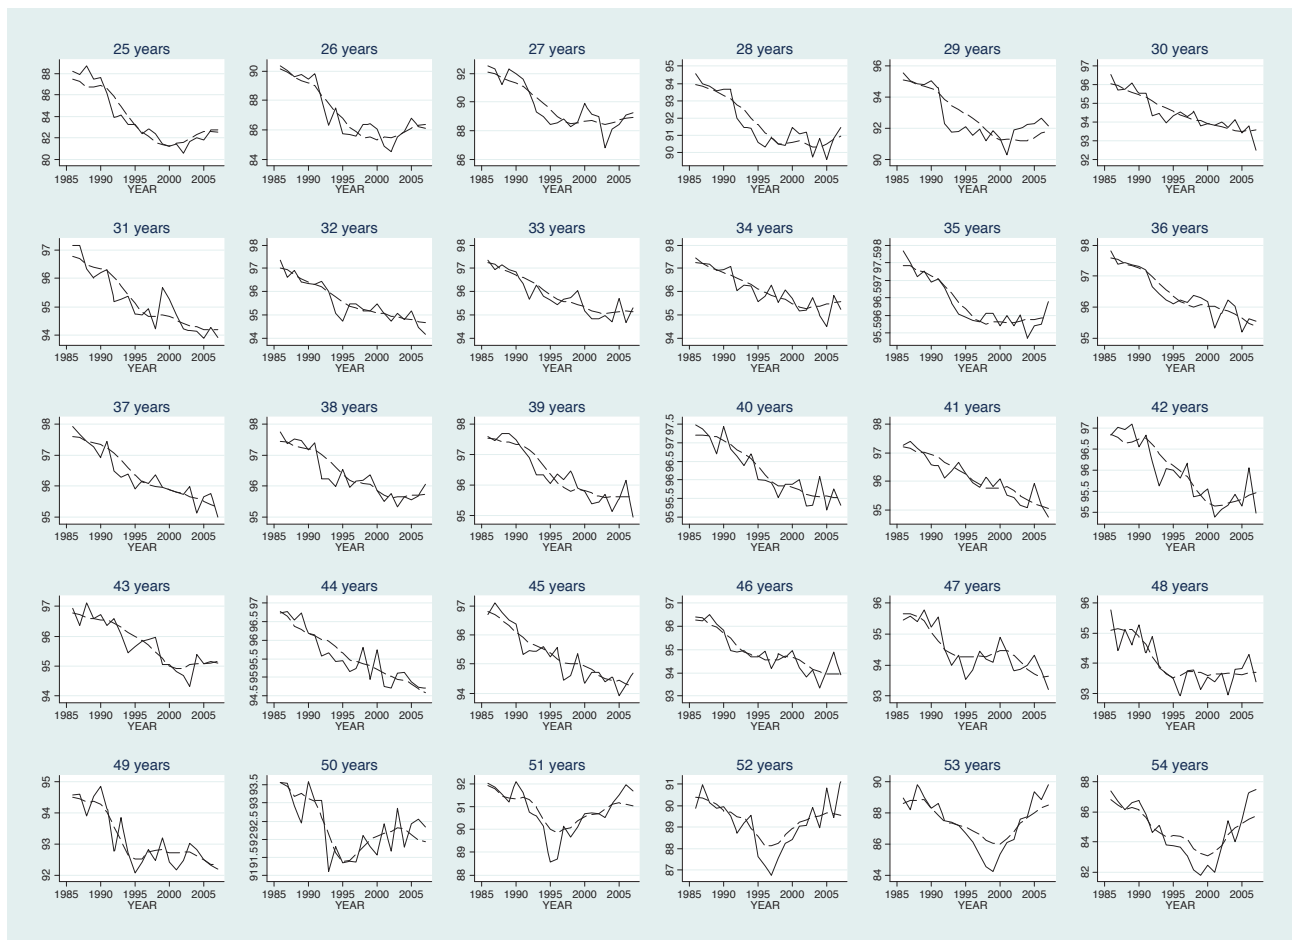 25 years
80 82 84 86 88
1985 1990 1995 2000 2005
YEAR
26 years
84 86 88 90
1985 1990 1995 2000 2005
YEAR
27 years
86 88 90 92
1985 1990 1995 2000 2005
YEAR
28 years
90 91 92 93 94 95
1985 1990 1995 2000 2005
YEAR
29 years
90 92 94 96
1985 1990 1995 2000 2005
YEAR
30 years
92 93 94 95 96 97
1985 1990 1995 2000 2005
YEAR
31 years
94 95 96 97
1985 1990 1995 2000 2005
YEAR
32 years
94 95 96 97 98
1985 1990 1995 2000 2005
YEAR
33 years
94 95 96 97 98
1985 1990 1995 2000 2005
YEAR
34 years
94 95 96 97 98
1985 1990 1995 2000 2005
YEAR
35 years
95.5 96 96.5 97 97.5 98
1985 1990 1995 2000 2005
YEAR
36 years
95 96 97 98
1985 1990 1995 2000 2005
YEAR
37 years
95 96 97 98
1985 1990 1995 2000 2005
YEAR
38 years
95 96 97 98
1985 1990 1995 2000 2005
YEAR
39 years
95 96 97 98
1985 1990 1995 2000 2005
YEAR
40 years
95 95.5 96 96.5 97 97.5
1985 1990 1995 2000 2005
YEAR
41 years
95 96 97 98
1985 1990 1995 2000 2005
YEAR
42 years
95 95.5 96 96.5 97
1985 1990 1995 2000 2005
YEAR
43 years
94 95 96 97
1985 1990 1995 2000 2005
YEAR
44 years
94.5 95 95.5 96 96.5 97
1985 1990 1995 2000 2005
YEAR
45 years
94 95 96 97
1985 1990 1995 2000 2005
YEAR
46 years
93 94 95 96 97
1985 1990 1995 2000 2005
YEAR
47 years
93 94 95 96
1985 1990 1995 2000 2005
YEAR
48 years
93 94 95 96
1985 1990 1995 2000 2005
YEAR
49 years
92 93 94 95
1985 1990 1995 2000 2005
YEAR
50 years
91 91.5 92 92.5 93 93.5
1985 1990 1995 2000 2005
YEAR
51 years
88 89 90 91 92
1985 1990 1995 2000 2005
YEAR
52 years
87 88 89 90 91
1985 1990 1995 2000 2005
YEAR
53 years
84 86 88 90
1985 1990 1995 2000 2005
YEAR
54 years
82 84 86 88
1985 1990 1995 2000 2005
YEAR